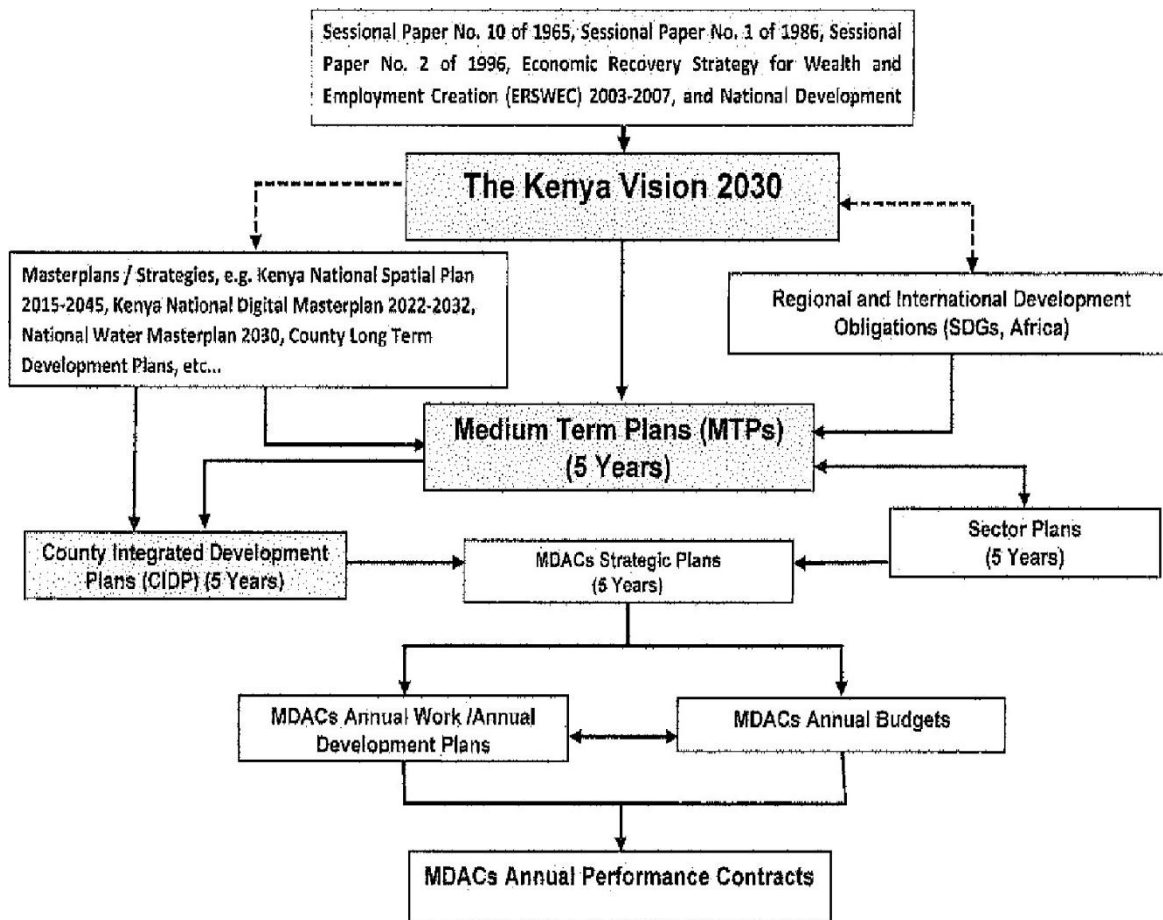 Sessional Paper No. 10 of 1965, Sessional Paper No. 1 of 1986, Sessional
Paper No. 2 of 1996, Economic Recovery Strategy for Wealth and
Employment Creation (ERSWEC) 2003-2007, and National Development
The Kenya Vision 2030
Masterplans / Strategies, e.g. Kenya National Spatial Plan
2015-2045, Kenya National Digital Masterplan 2022-2032,
National Water Masterplan 2030, County Long Term
Development Plans, etc...
Regional and International Development
Obligations (SDGs, Africa)
Medium Term Plans (MTPs)
(5 Years)
County Integrated Development
Plans (CIDP) (5 Years)
MDACs Strategic Plans
(5 Years)
Sector Plans
(5 Years)
MDACs Annual Work /Annual
Development Plans
MDACs Annual Budgets
MDACs Annual Performance Contracts